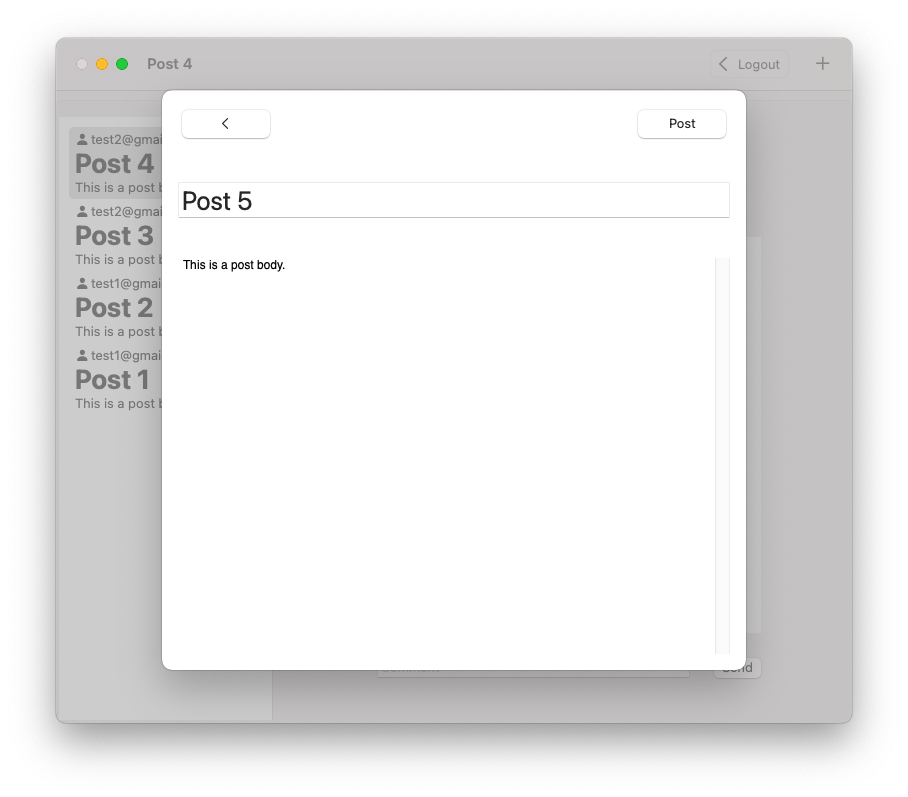 Post 4
Logout
Post
test2@gmai
Post 4
This is a post
test2@gmai
Post 3
This is a post
test1@gmai
Post 2
This is a post
test1@gmai
Post 1
This is a post
Post 5
This is a post body.